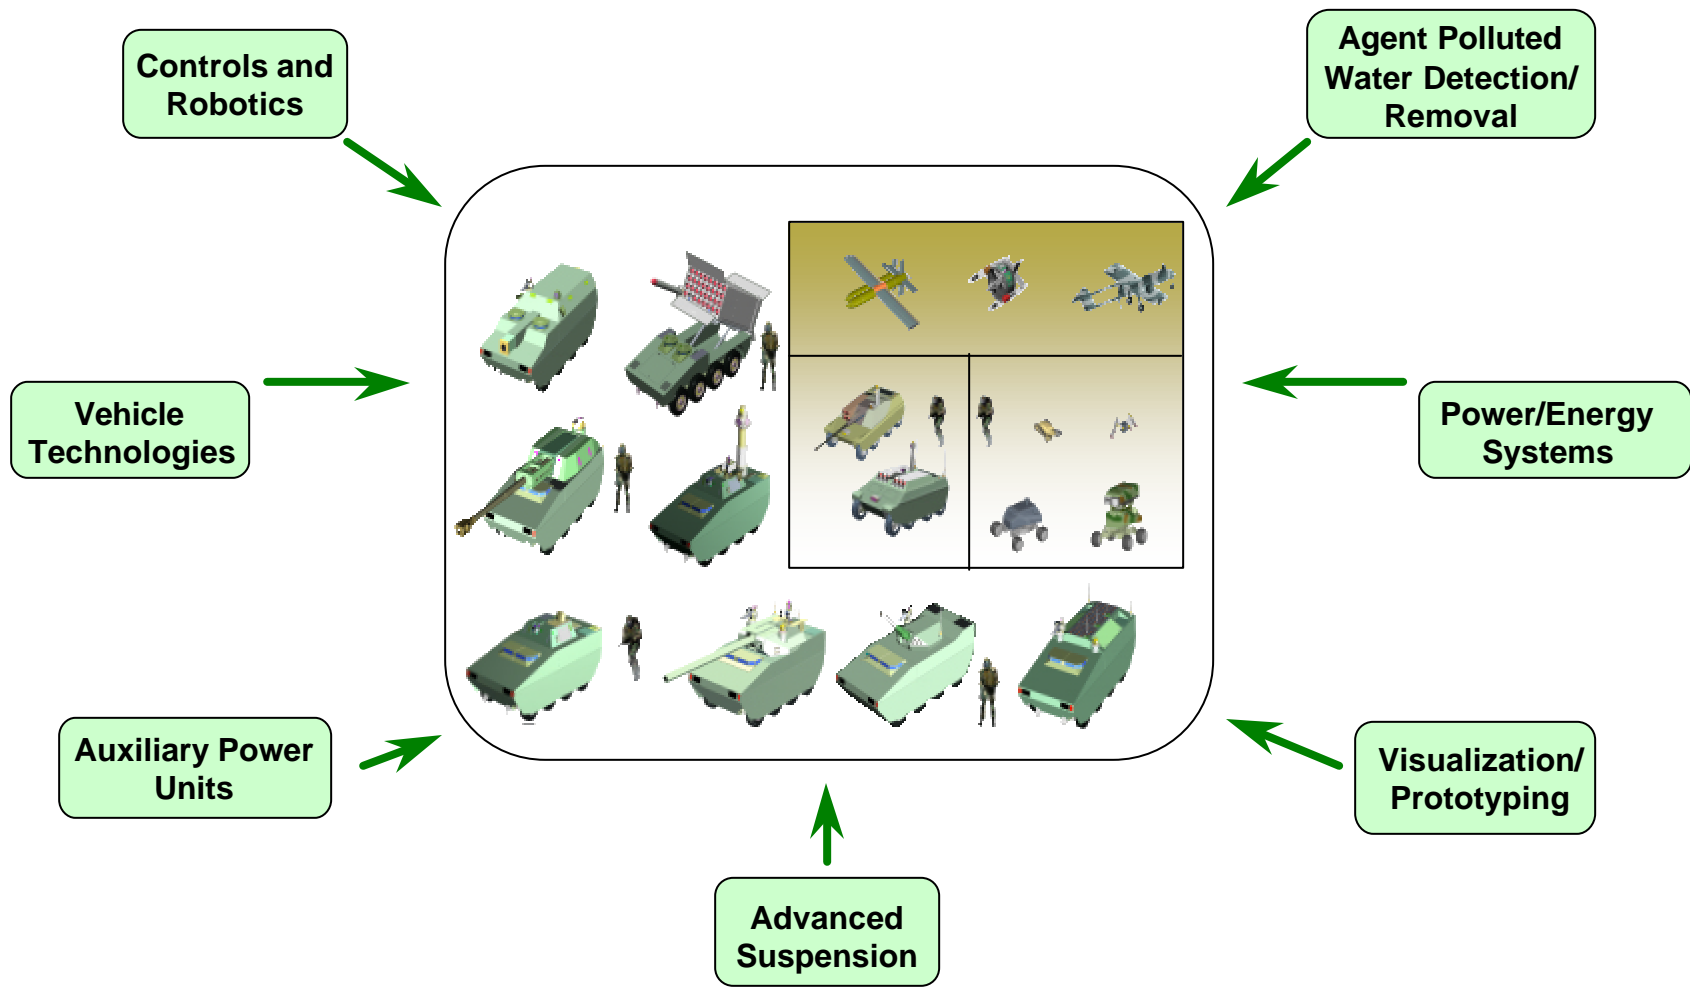 Controls and
Robotics
Agent Polluted
Water Detection/
Removal
Vehicle
Technologies
Power/Energy
Systems
Auxiliary Power
Units
Visualization/
Prototyping
Advanced
Suspension